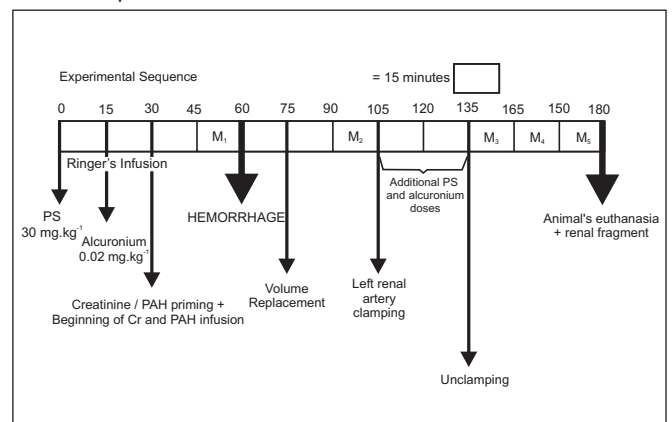 Experimental Sequence
= 15 minutes
0 15 30 45 60 75 90 105 120 135 165 150 180
M1 M2 M3 M4 M5
Ringer's Infusion
PS
30 mg.kg-1
Alcuronium
0.02 mg.kg-1
Creatinine / PAH priming +
Beginning of Cr and PAH infusion
HEMORRHAGE
Volume
Replacement
Left renal
artery
clamping
Additional PS
and alcuronium
doses
Unclamping
Animal's euthanasia
+ renal fragment